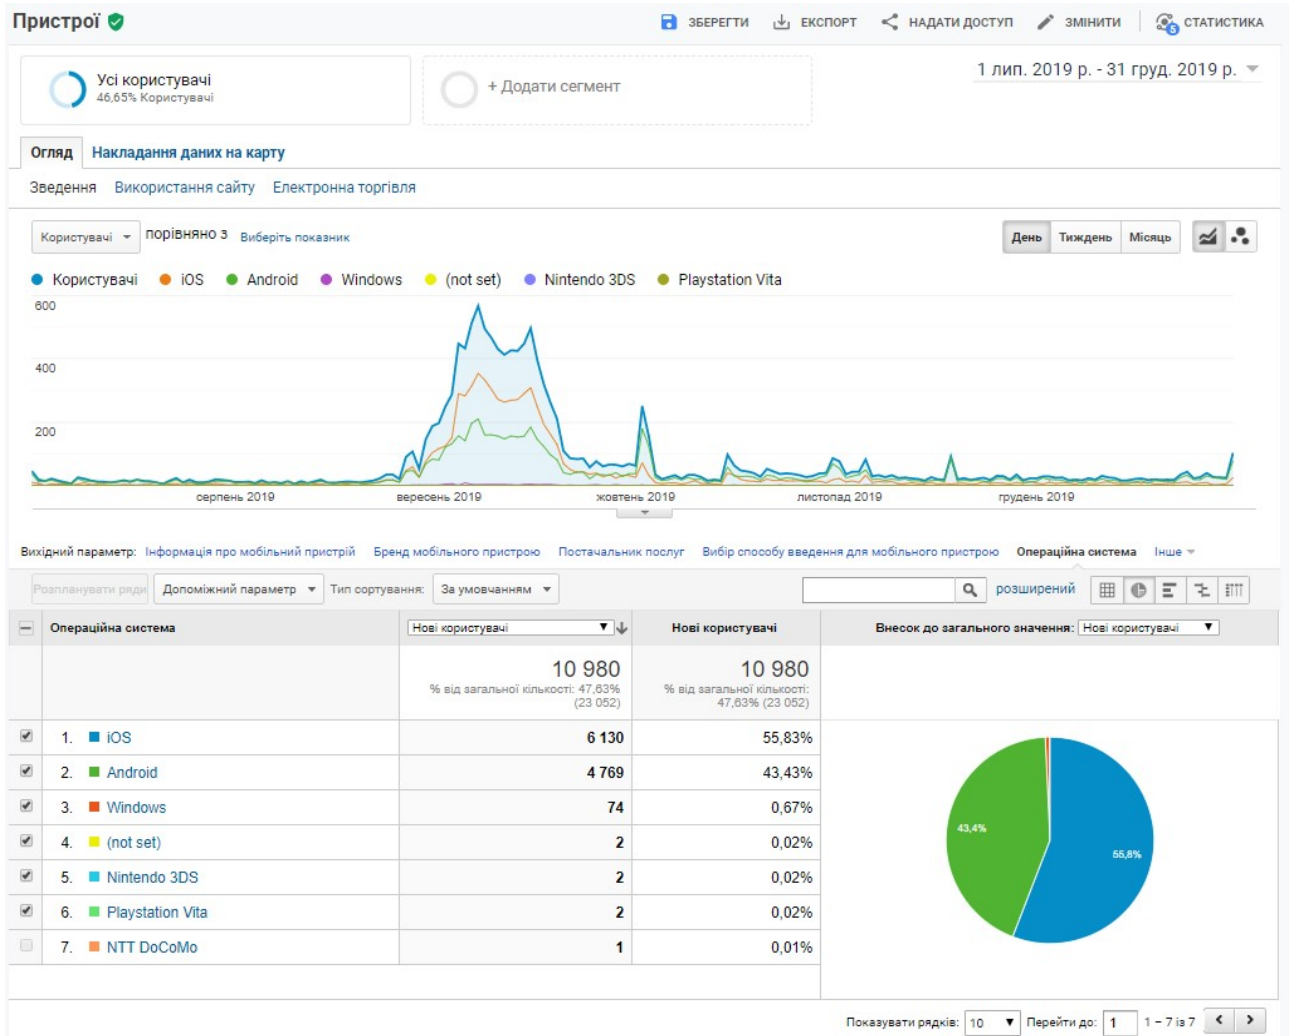 Пристрої
ЗБЕРЕГТИ ЕКСПОРТ НАДАТИ ДОСТУП ЗМІНИТИ 5 СТАТИСТИКА
Усі користувачі
46,65% Користувачі
+ Додати сегмент
1 лип. 2019 р. - 31 груд. 2019 р.
Огляд Накладання даних на карту
Зведення Використання сайту Електронна торгівля
Користувачі порівняно з Виберіть показник
День Тиждень Місяць
Користувачі iOS Android Windows (not set) Nintendo 3DS Playstation Vita
600
400
200
серпень 2019 вересень 2019 жовтень 2019 листопад 2019 грудень 2019
Вихідний параметр: Інформація про мобільний пристрій Бренд мобільного пристрою Постачальник послуг Вибір способу введення для мобільного пристрою Операційна система Інше
Розпланувати ряди Допоміжний параметр Тип сортування: За умовчанням розширений
Операційна система Нові користувачі Нові користувачі Внесок до загального значення: Нові користувачі
10 980 10 980
% від загальної кількості: 47,63% (23 052) % від загальної кількості: 47,63% (23 052)
1. iOS 6 130 55,83%
2. Android 4 769 43,43%
3. Windows 74 0,67%
4. (not set) 2 0,02%
5. Nintendo 3DS 2 0,02%
6. Playstation Vita 2 0,02%
7. NTT DoCoMo 1 0,01%
43,4%
55,8%
Показувати рядків: 10 Перейти до: 1 1 – 7 із 7